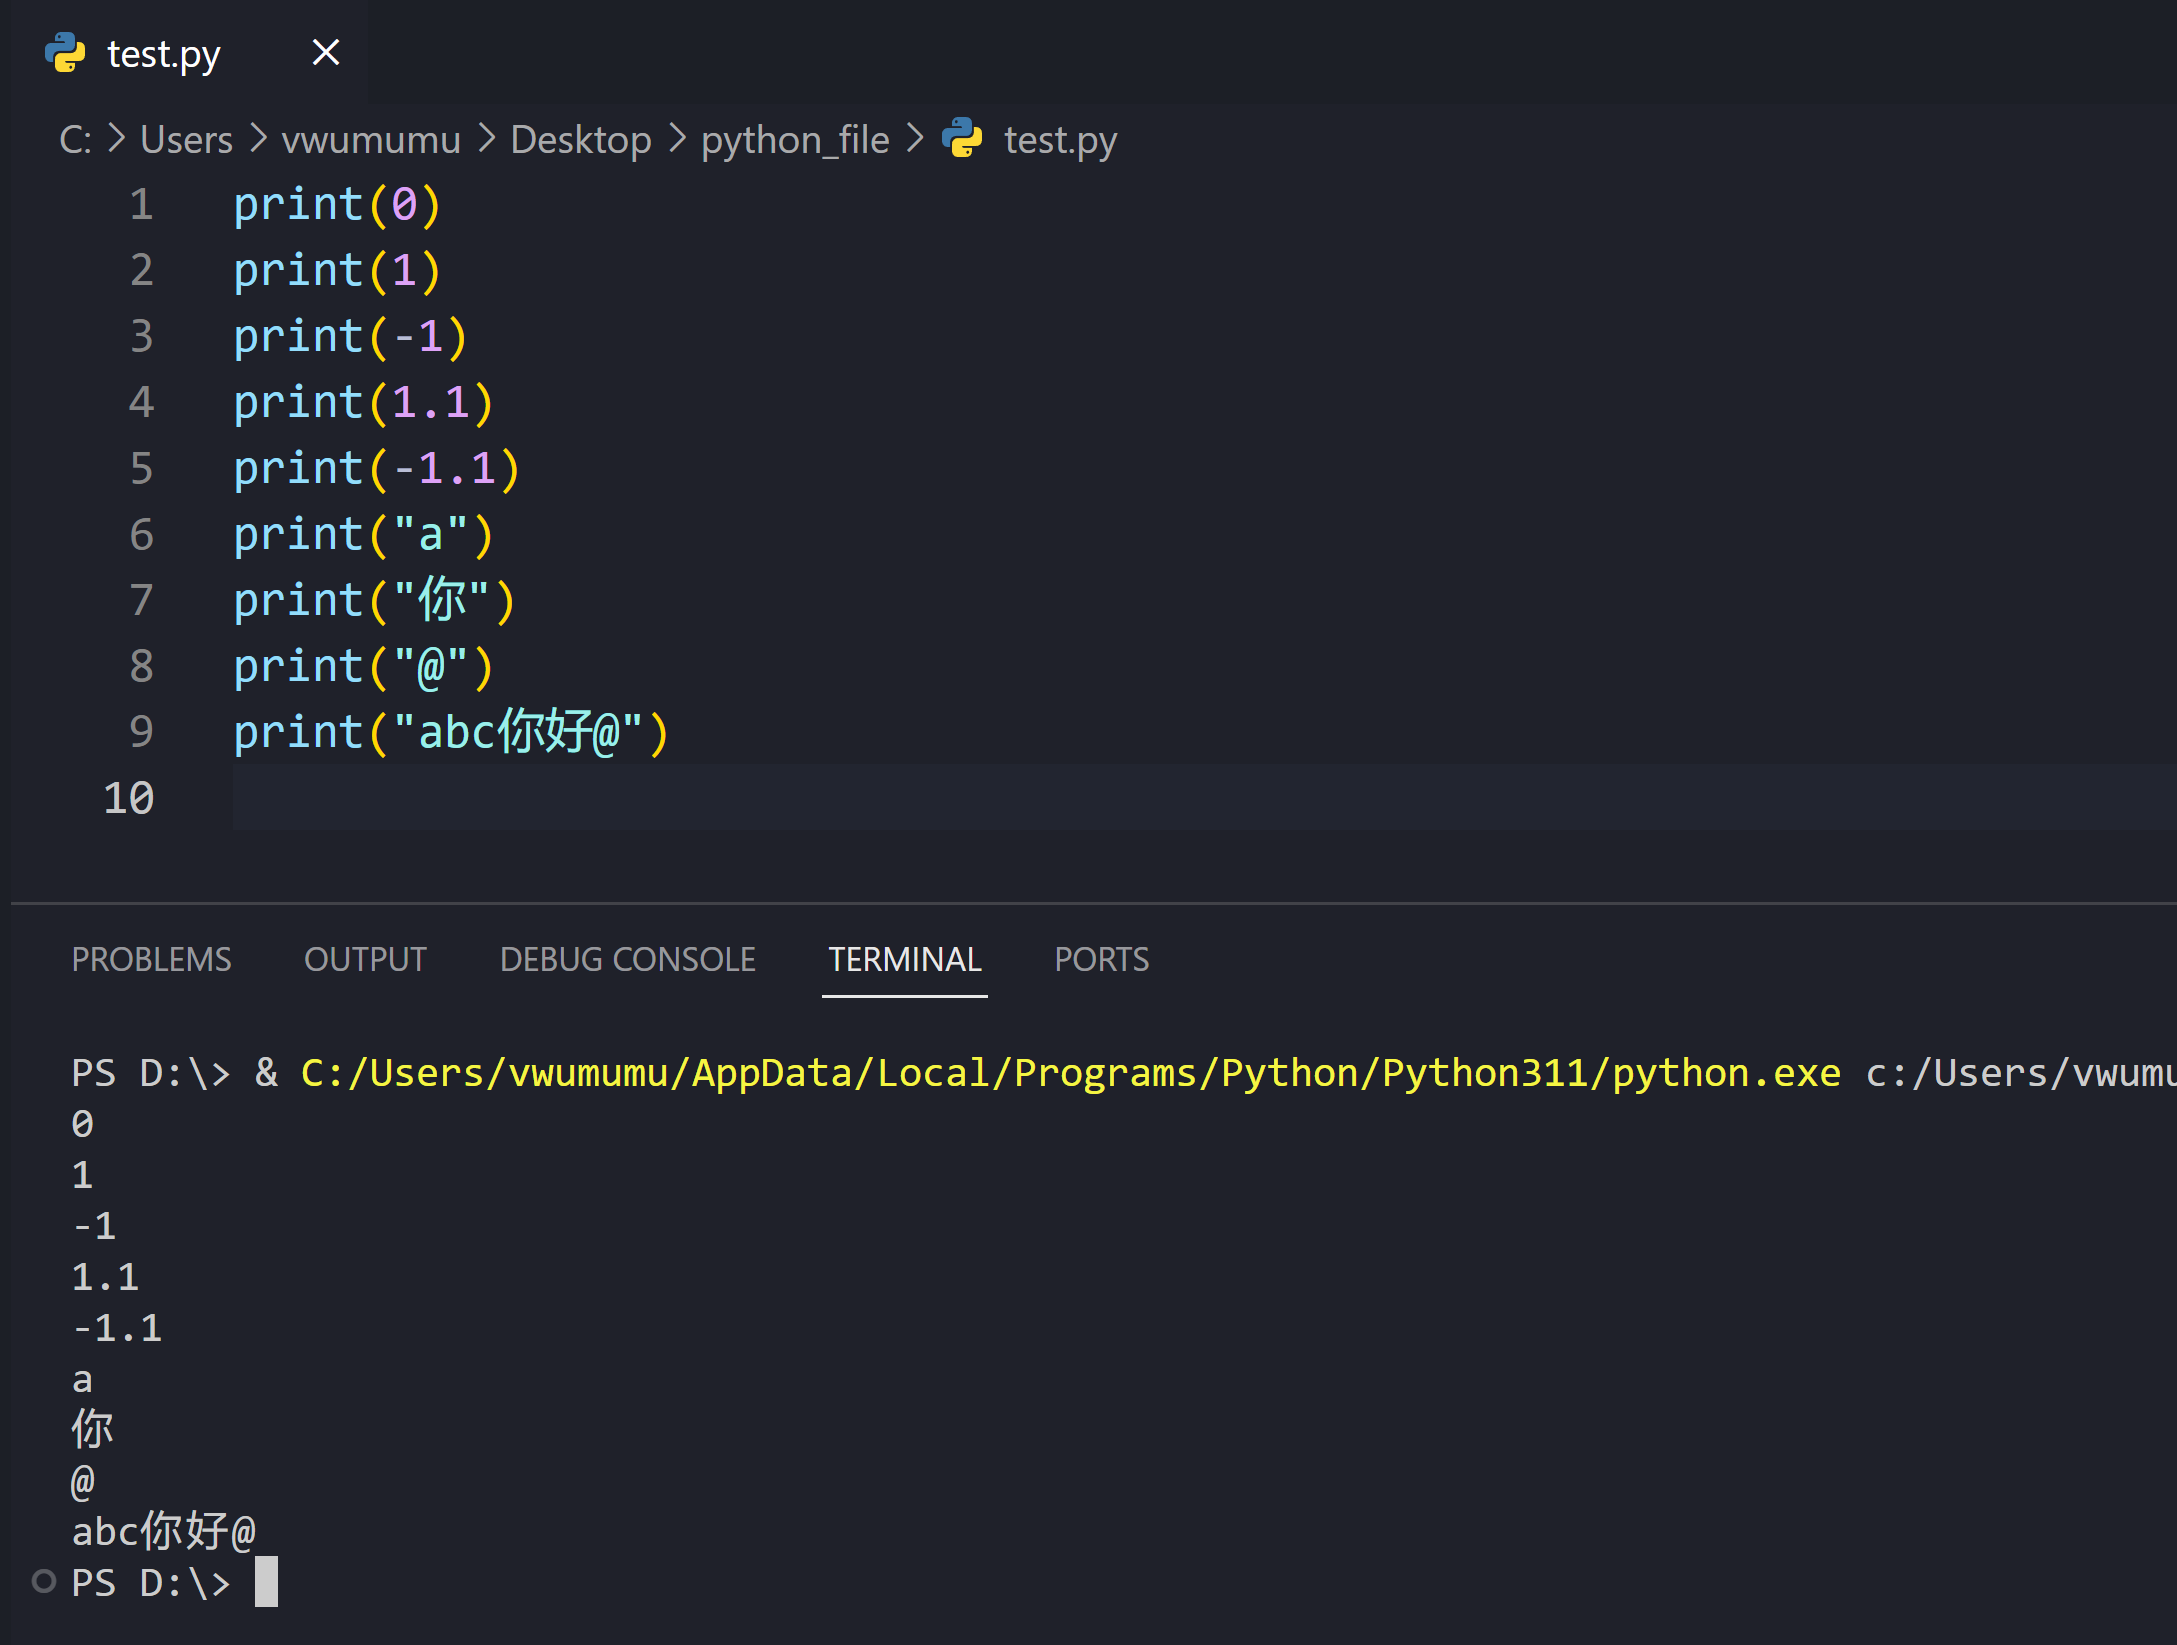 test.py
C: > Users > vwumumu > Desktop > python_file > test.py
1 print(0)
2 print(1)
3 print(-1)
4 print(1.1)
5 print(-1.1)
6 print("a")
7 print("你")
8 print("@")
9 print("abc你好@")
10
PROBLEMS OUTPUT DEBUG CONSOLE TERMINAL PORTS
PS D:\> & C:/Users/vwumumu/AppData/Local/Programs/Python/Python311/python.exe c:/Users/vwumu
0
1
-1
1.1
-1.1
a
你
@
abc你好@
PS D:\>